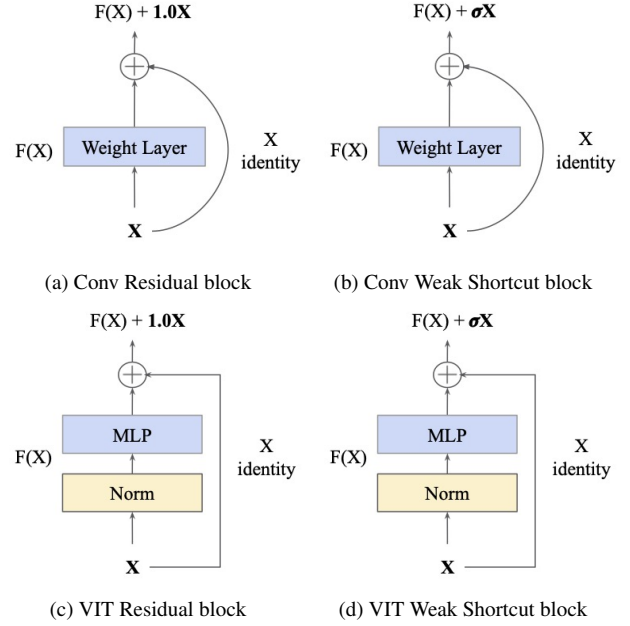 F(X) + 1.0X
F(X) + σX
F(X)
Weight Layer
X
identity
F(X)
Weight Layer
X
identity
X
X
(a) Conv Residual block
(b) Conv Weak Shortcut block
F(X) + 1.0X
F(X) + σX
MLP
F(X)
Norm
X
identity
MLP
F(X)
Norm
X
identity
X
X
(c) VIT Residual block
(d) VIT Weak Shortcut block